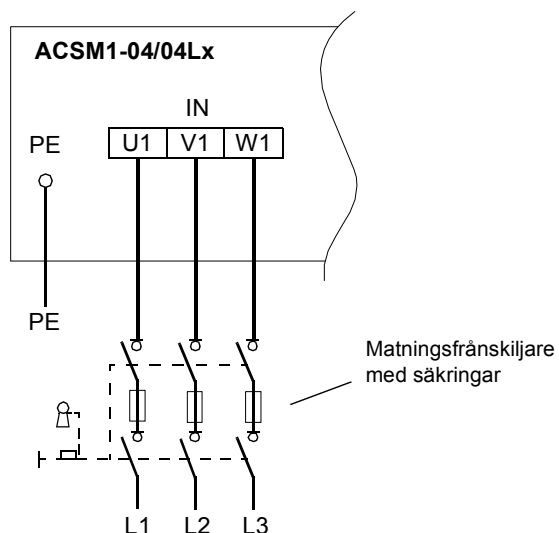 ACSM1-04/04Lx
IN
PE
U1 V1 W1
PE
Matningsfrånskiljare
med säkringar
L1 L2 L3